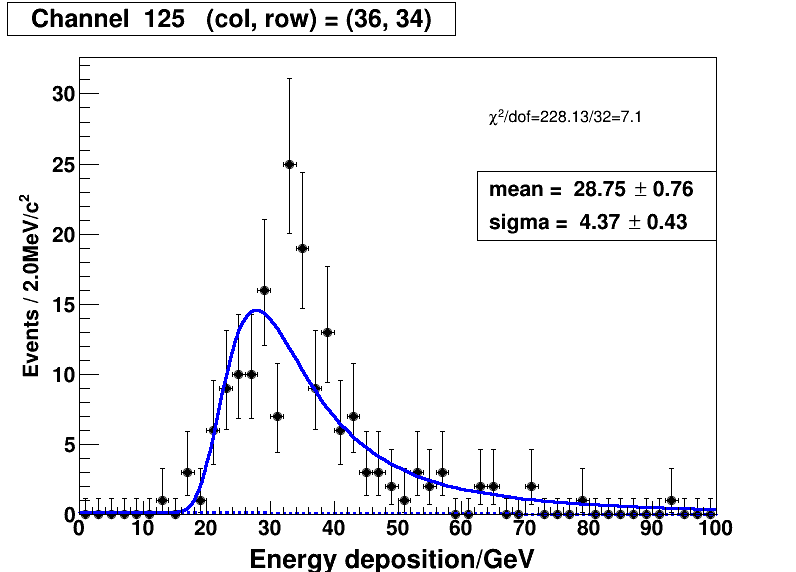 Channel 125 (col, row) = (36, 34)
χ²/dof=228.13/32=7.1
mean = 28.75 ± 0.76
sigma = 4.37 ± 0.43
Events / 2.0MeV/c²
30
25
20
15
10
5
0
0 10 20 30 40 50 60 70 80 90 100
Energy deposition/GeV